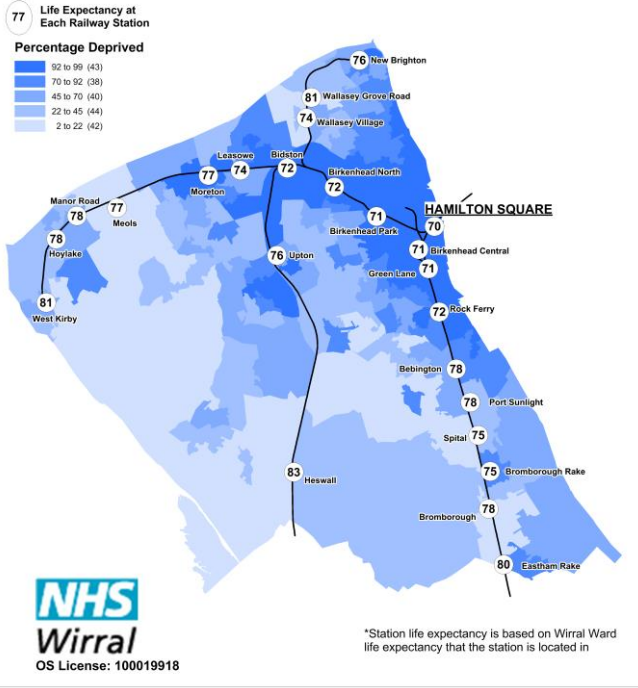 77 Life Expectancy at
Each Railway Station
Percentage Deprived
92 to 99 (43)
70 to 92 (38)
45 to 70 (40)
22 to 45 (44)
2 to 22 (42)
76 New Brighton
81 Wallasey Grove Road
74 Wallasey Village
Leasowe
74
Bidston
72
77
Moreton
Birkenhead North
72
Manor Road
78
77
Meols
71
Birkenhead Park
HAMILTON SQUARE
70
78
Hoylake
71 Birkenhead Central
76 Upton
Green Lane 71
81
West Kirby
72 Rock Ferry
Bebington 78
78 Port Sunlight
Spital 75
83 Heswall
75 Bromborough Rake
Bromborough 78
80 Eastham Rake
NHS
Wirral
OS License: 100019918
*Station life expectancy is based on Wirral Ward
life expectancy that the station is located in